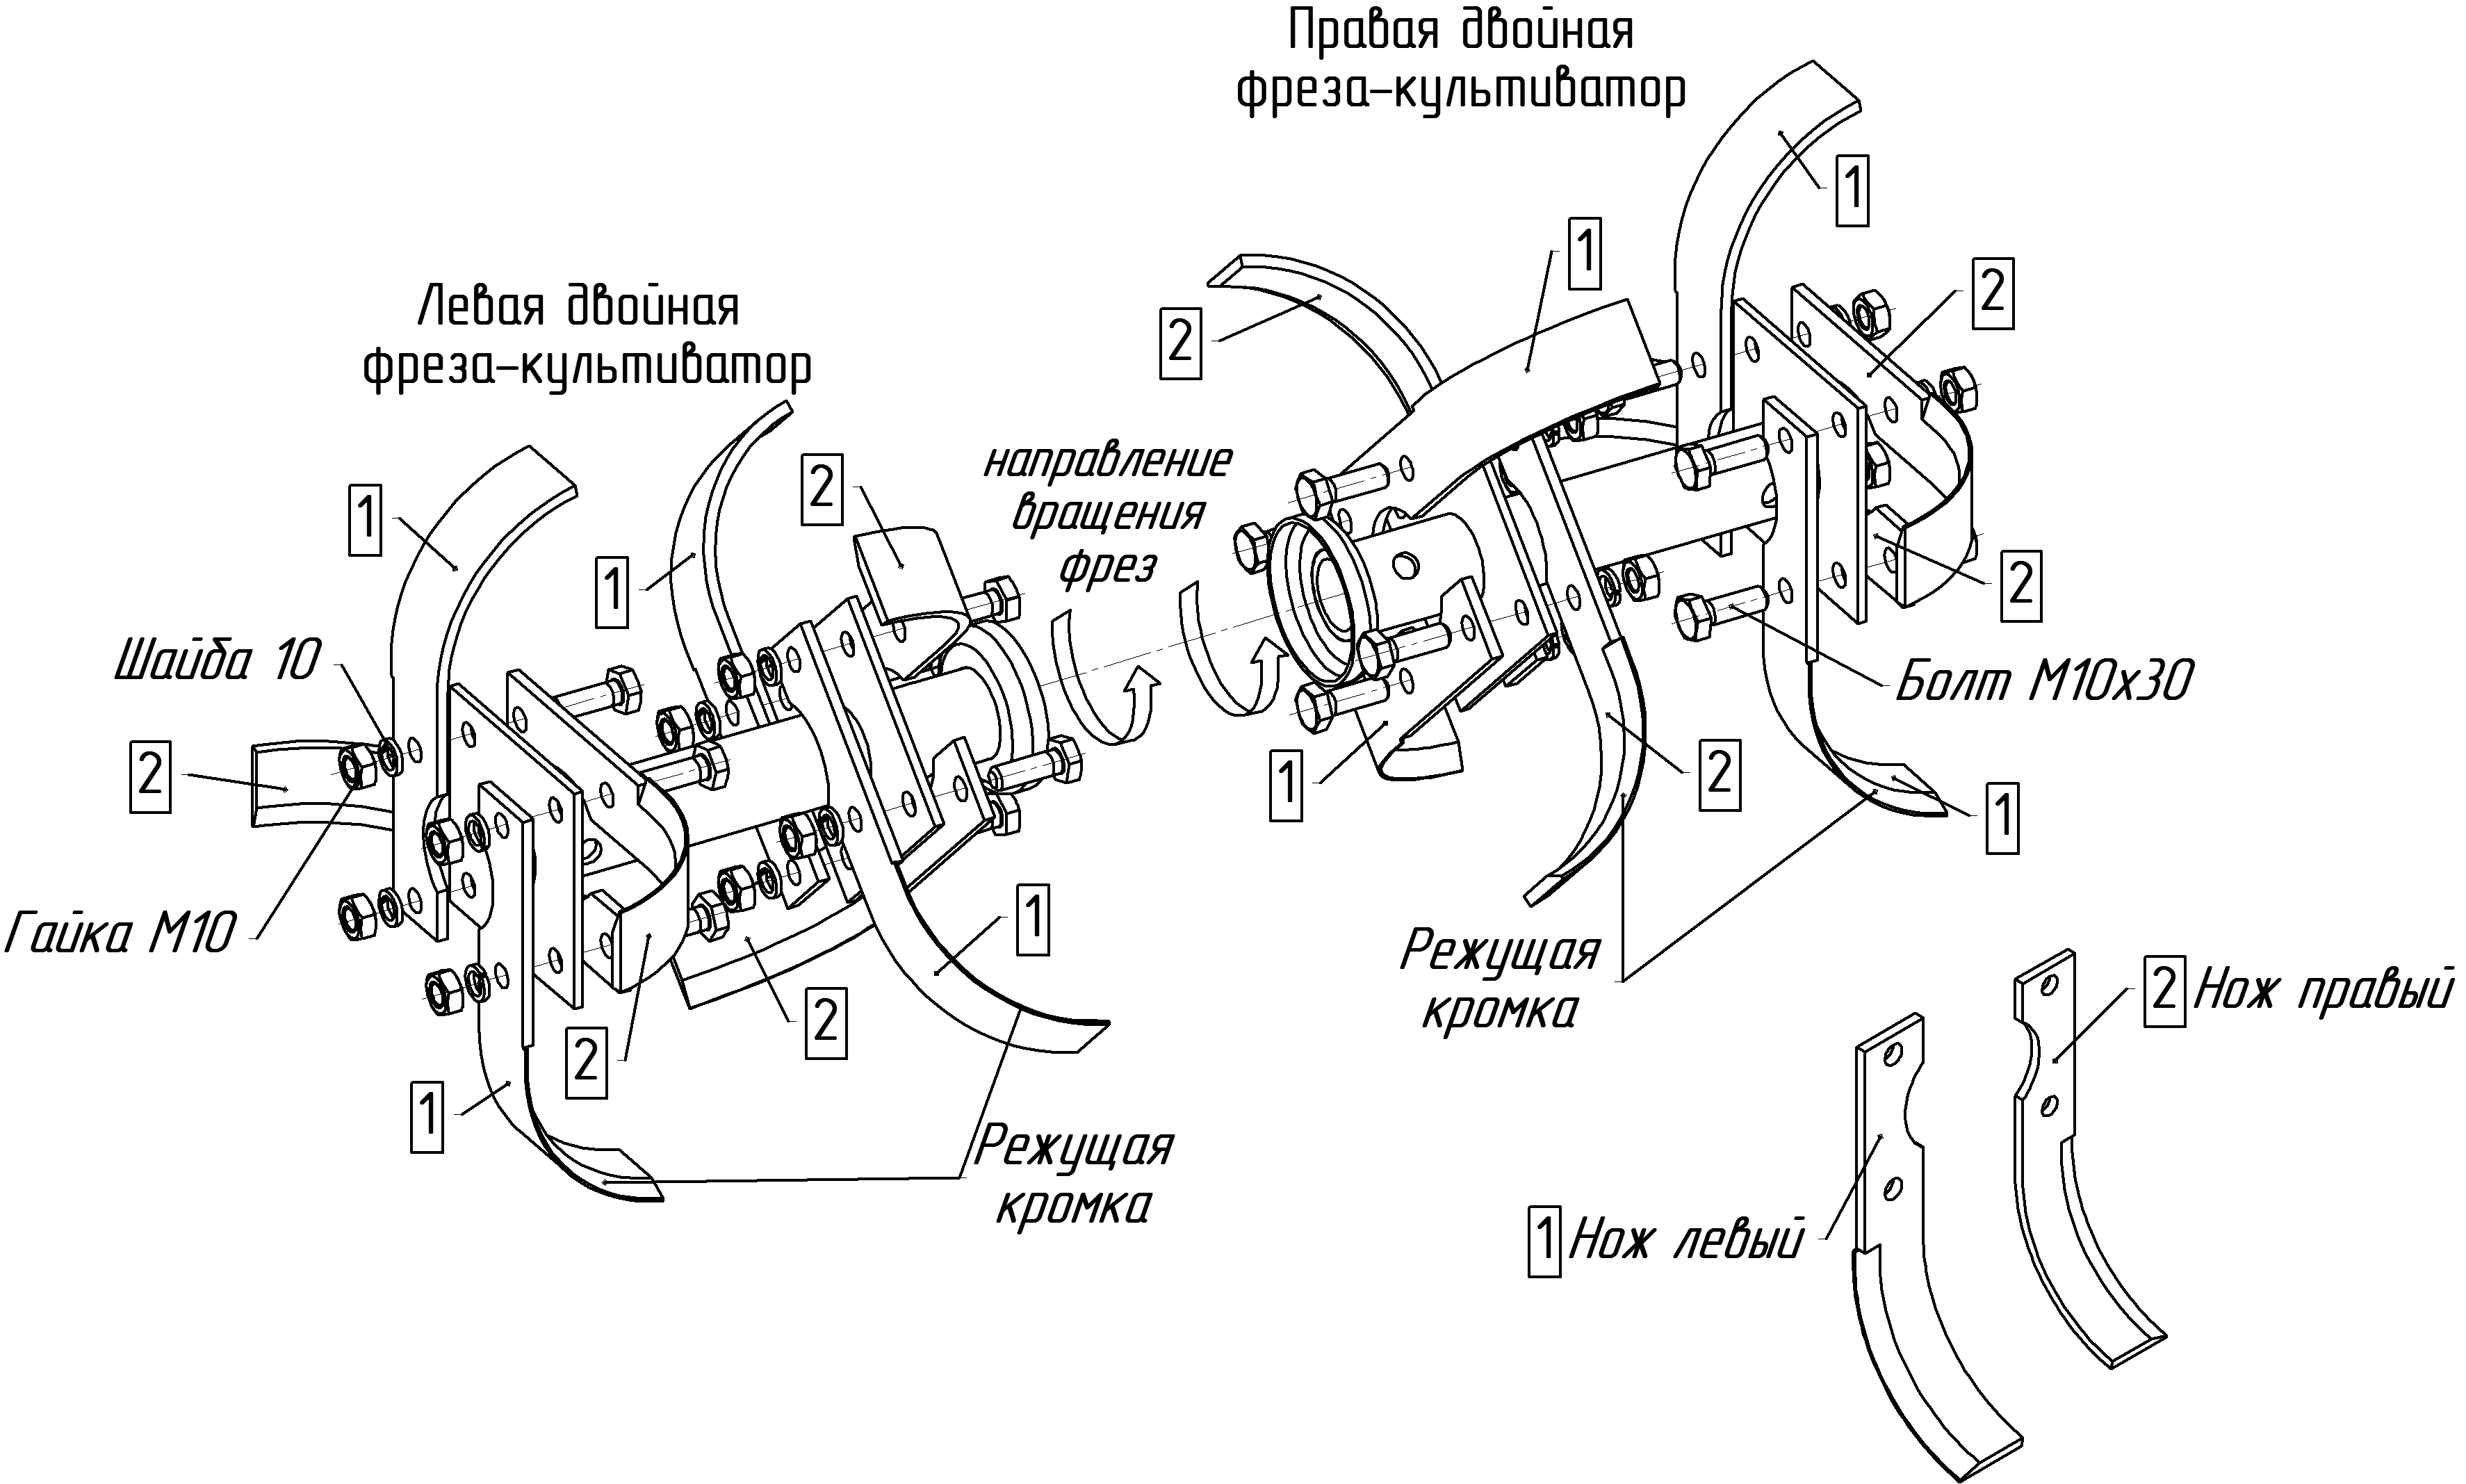 Правая двойная
фреза-культиватор
1
1
2
2
Левая двойная
фреза-культиватор
направление
вращения
фрез
2
1
1
2
Шайба 10
Болт М10х30
2
1
2
1
Гайка М10
1
2
2
1
Режущая
кромка
2 Нож правый
Режущая
кромка
1 Нож левый